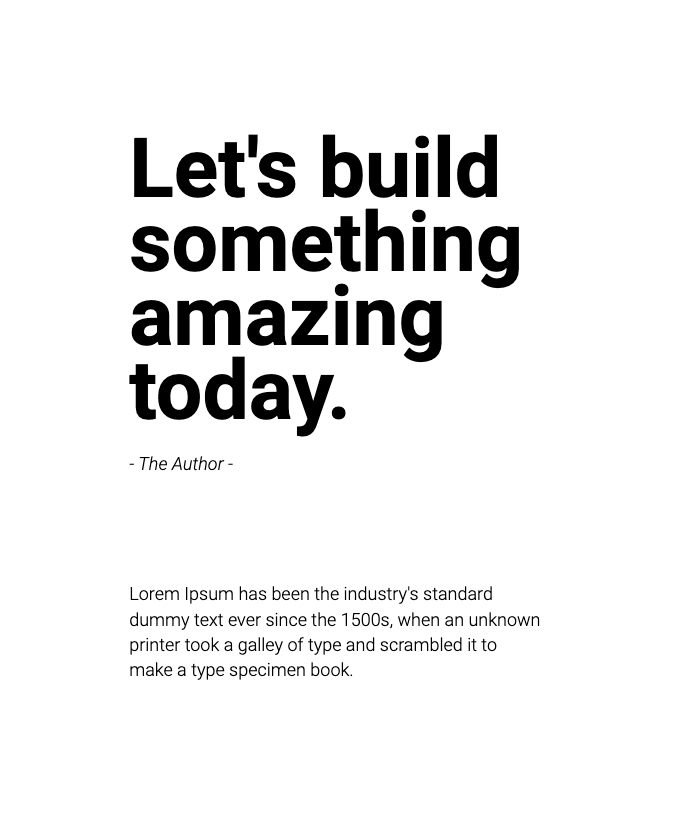 Let's build
something
amazing
today.
- The Author -
Lorem Ipsum has been the industry's standard
dummy text ever since the 1500s, when an unknown
printer took a galley of type and scrambled it to
make a type specimen book.